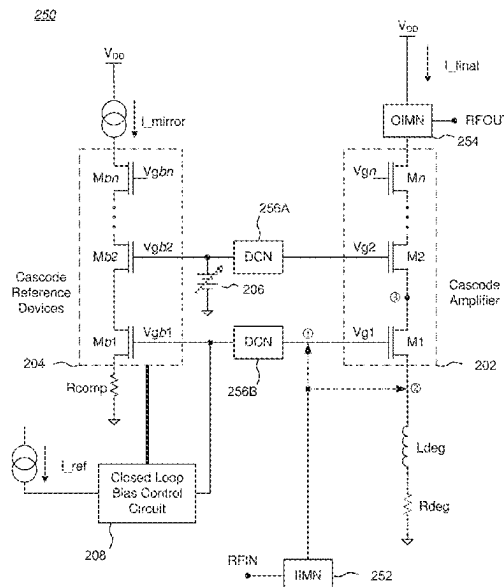 250
VDD
I_mirror
VDD
I_final
OIMN
RFOUT
254
Mbn
Vgbn
Vgn
Mn
256A
Mb2
Vgb2
DCN
Vg2
M2
206
③
Cascode
Reference
Devices
Cascode
Amplifier
Mb1
Vgb1
DCN
①
Vg1
M1
204
256B
202
Rcomp
②
Ldeg
I_ref
Closed Loop
Bias Control
Circuit
Rdeg
208
RFIN
IIMN
252